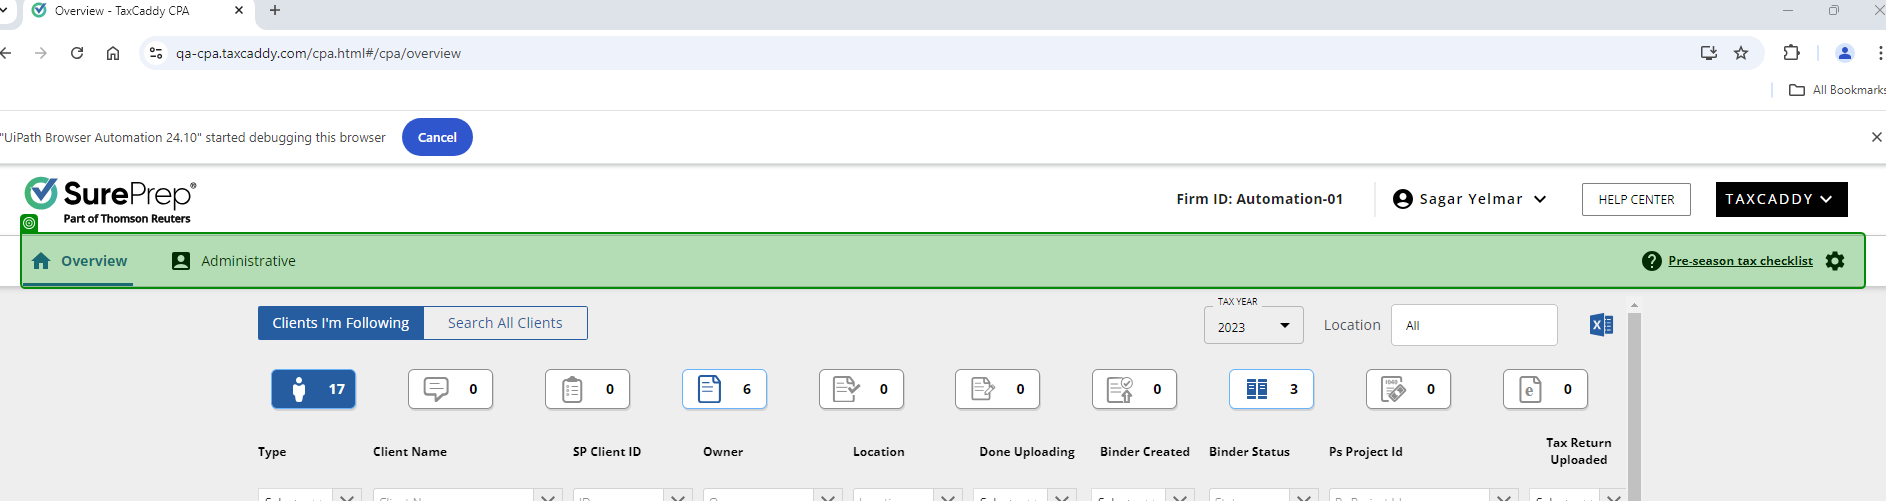 Overview - TaxCaddy CPA
qa-cpa.taxcaddy.com/cpa.html#/cpa/overview
All Bookmarks
"UiPath Browser Automation 24.10" started debugging this browser
Cancel
SurePrep®
Part of Thomson Reuters
Firm ID: Automation-01
Sagar Yelmar
HELP CENTER
TAXCADDY
Overview
Administrative
Pre-season tax checklist
Clients I'm Following
Search All Clients
TAX YEAR
2023
Location
All
17
0
0
6
0
0
0
3
0
0
Type
Client Name
SP Client ID
Owner
Location
Done Uploading
Binder Created
Binder Status
Ps Project Id
Tax Return Uploaded